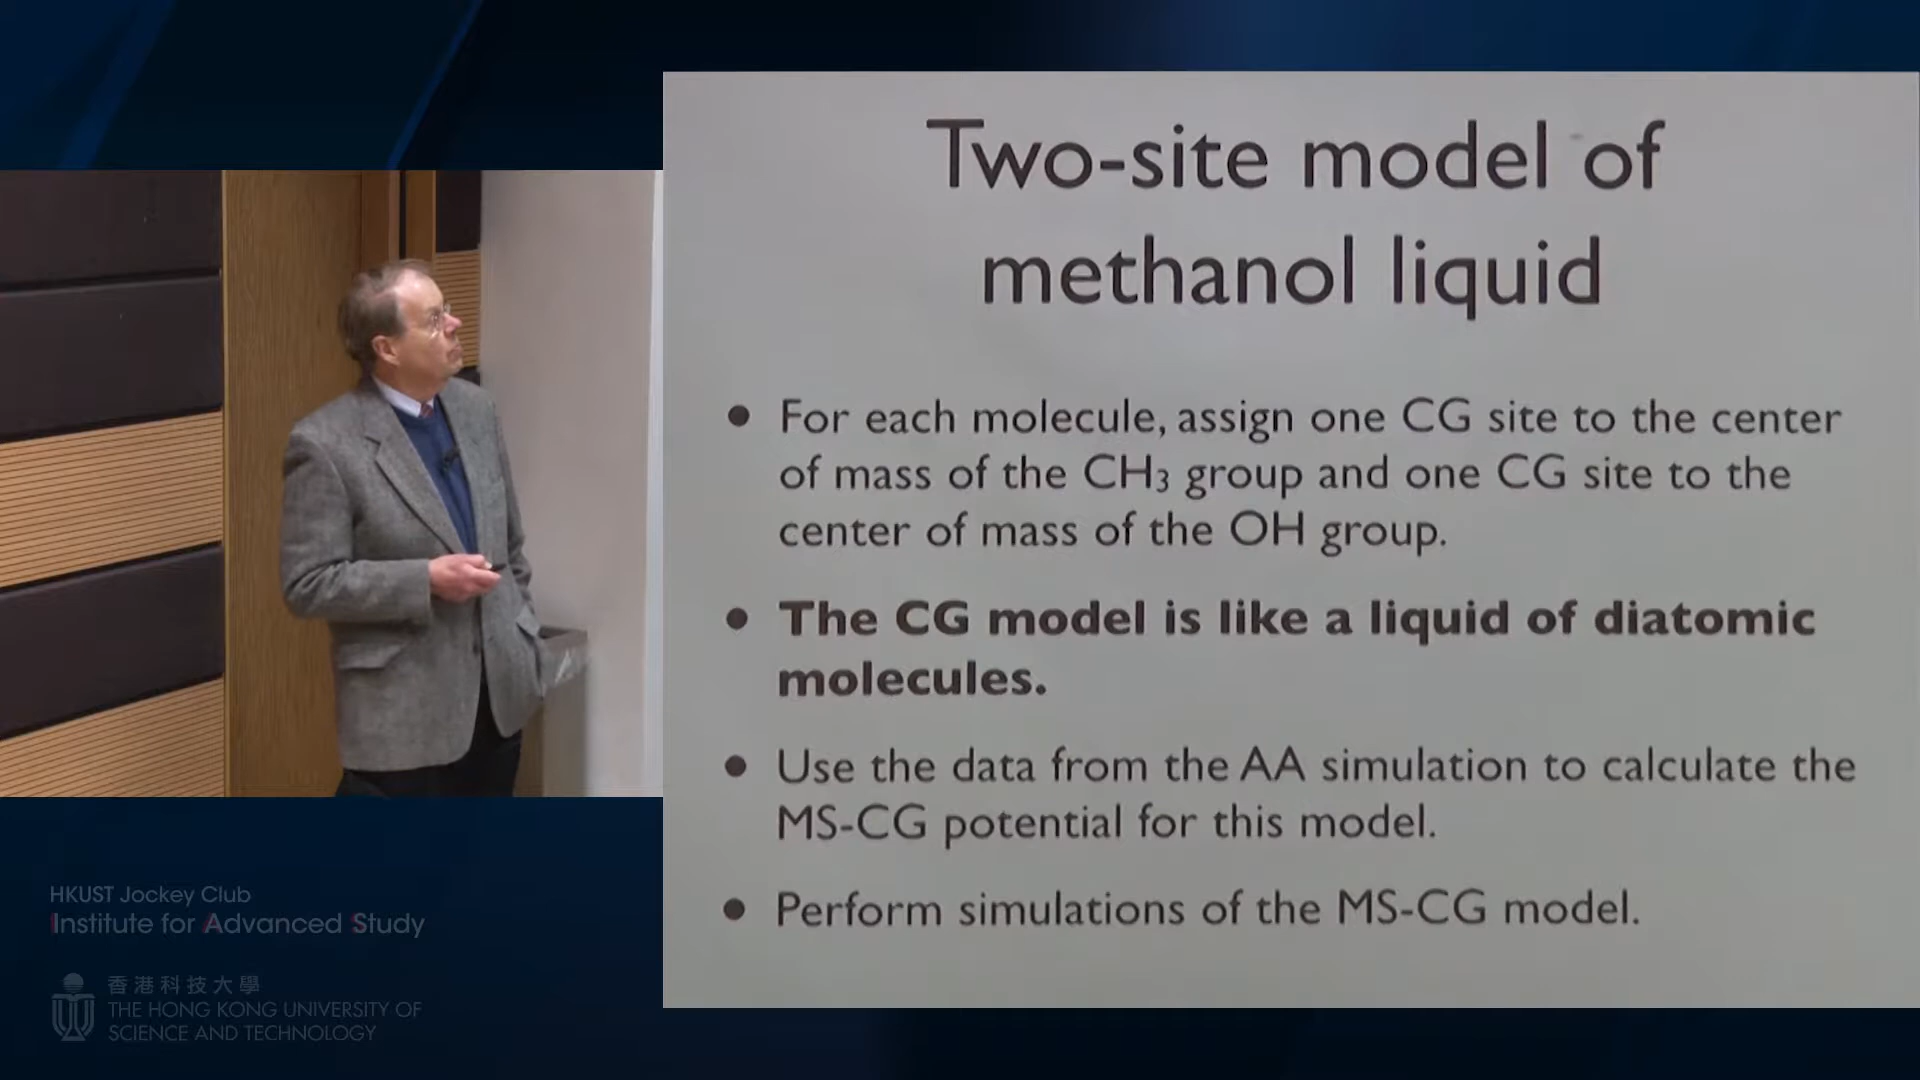 Two-site model of
methanol liquid
• For each molecule, assign one CG site to the center
of mass of the CH₃ group and one CG site to the
center of mass of the OH group.
• The CG model is like a liquid of diatomic
molecules.
• Use the data from the AA simulation to calculate the
MS-CG potential for this model.
• Perform simulations of the MS-CG model.
HKUST Jockey Club
Institute for Advanced Study
香港科技大學
THE HONG KONG UNIVERSITY OF
SCIENCE AND TECHNOLOGY